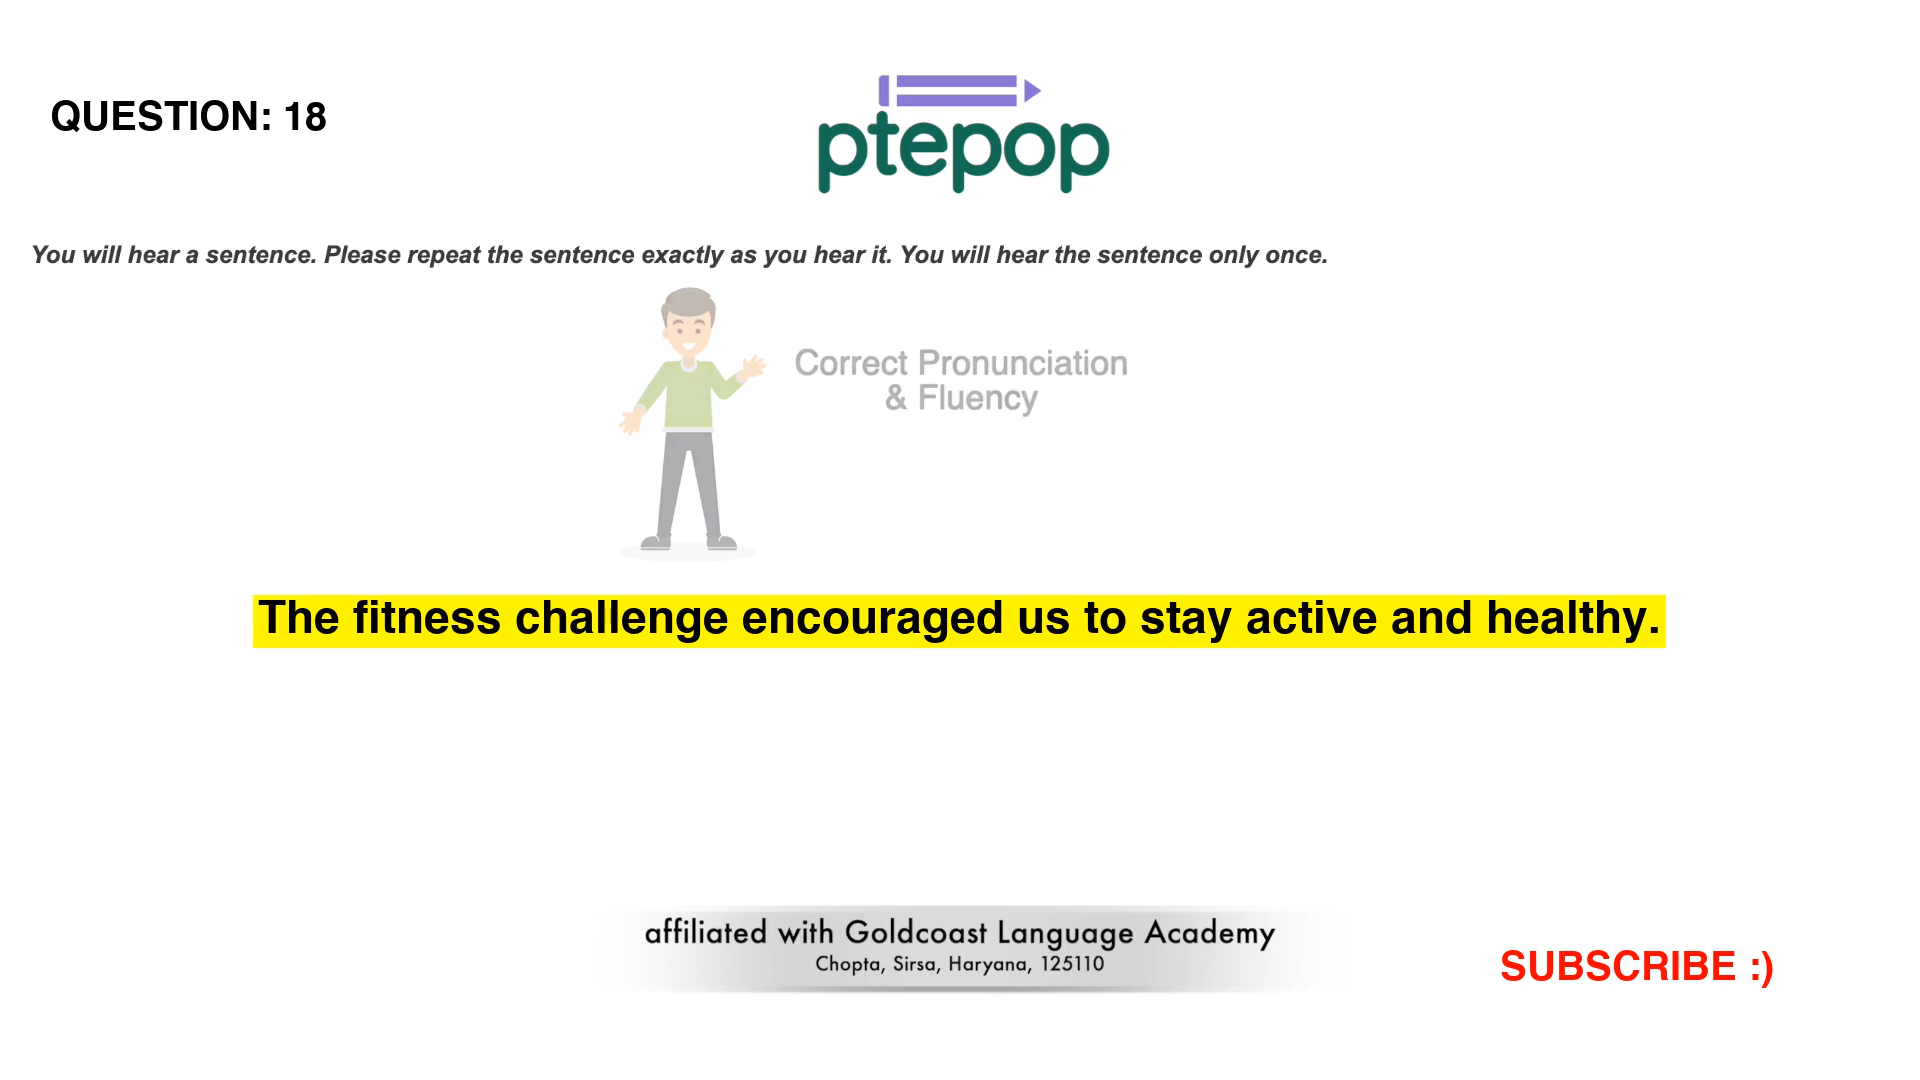 QUESTION: 18
ptepop
You will hear a sentence. Please repeat the sentence exactly as you hear it. You will hear the sentence only once.
Correct Pronunciation
& Fluency
The fitness challenge encouraged us to stay active and healthy.
affiliated with Goldcoast Language Academy
Chopta, Sirsa, Haryana, 125110
SUBSCRIBE :)